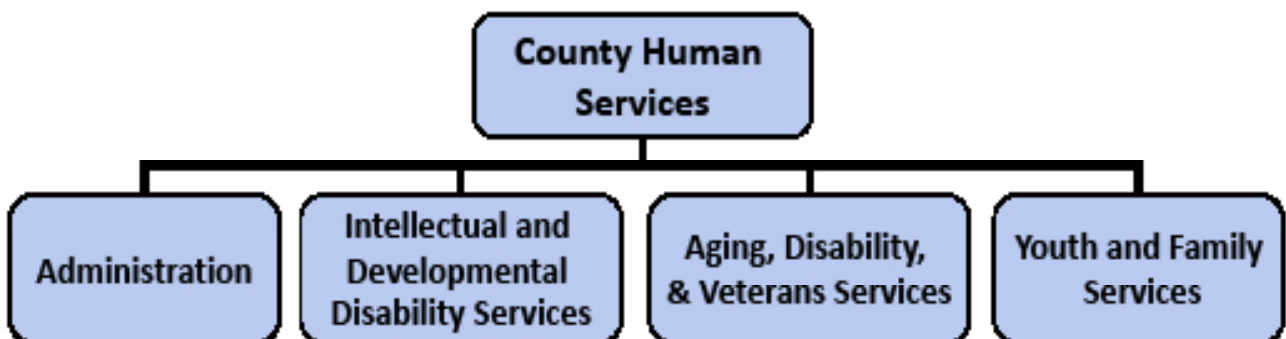 County Human
Services
Administration
Intellectual and
Developmental
Disability Services
Aging, Disability,
& Veterans Services
Youth and Family
Services